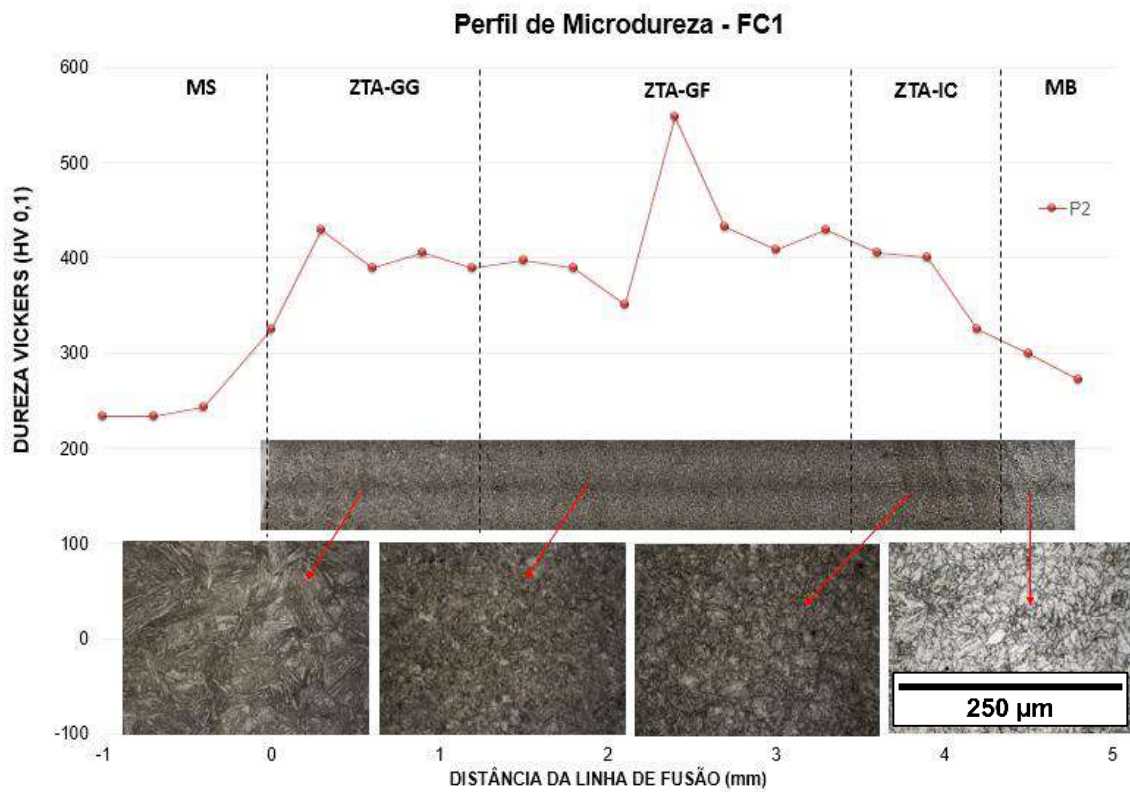 Perfil de Microdureza - FC1
600
MS ZTA-GG ZTA-GF ZTA-IC MB
500
P2
400
300
200
100
0
-100
DUREZA VICKERS (HV 0,1)
250 µm
-1 0 1 2 3 4 5
DISTÂNCIA DA LINHA DE FUSÃO (mm)